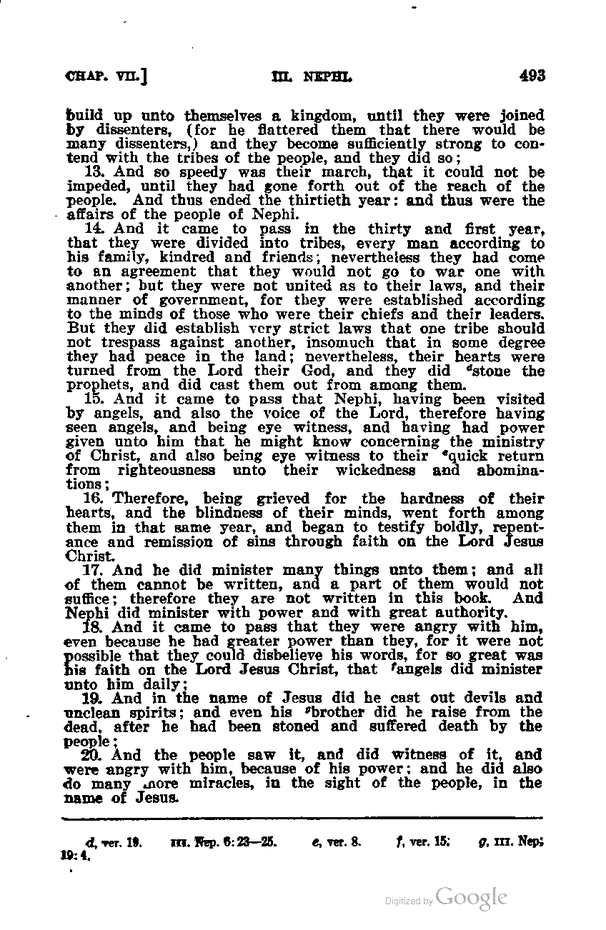 CHAP. VII.] III. NEPHI. 493
build up unto themselves a kingdom, until they were joined
by dissenters, (for he flattered them that there would be
many dissenters,) and they become sufficiently strong to con-
tend with the tribes of the people, and they did so;
13. And so speedy was their march, that it could not be
impeded, until they had gone forth out of the reach of the
people. And thus ended the thirtieth year: and thus were the
affairs of the people of Nephi.
14. And it came to pass in the thirty and first year,
that they were divided into tribes, every man according to
his family, kindred and friends; nevertheless they had come
to an agreement that they would not go to war one with
another; but they were not united as to their laws, and their
manner of government, for they were established according
to the minds of those who were their chiefs and their leaders.
But they did establish very strict laws that one tribe should
not trespass against another, insomuch that in some degree
they had peace in the land; nevertheless, their hearts were
turned from the Lord their God, and they did dstone the
prophets, and did cast them out from among them.
15. And it came to pass that Nephi, having been visited
by angels, and also the voice of the Lord, therefore having
seen angels, and being eye witness, and having had power
given unto him that he might know concerning the ministry
of Christ, and also being eye witness to their equick return
from righteousness unto their wickedness and abomina-
tions;
16. Therefore, being grieved for the hardness of their
hearts, and the blindness of their minds, went forth among
them in that same year, and began to testify boldly, repent-
ance and remission of sins through faith on the Lord Jesus
Christ.
17. And he did minister many things unto them; and all
of them cannot be written, and a part of them would not
suffice; therefore they are not written in this book. And
Nephi did minister with power and with great authority.
18. And it came to pass that they were angry with him,
even because he had greater power than they, for it were not
possible that they could disbelieve his words, for so great was
his faith on the Lord Jesus Christ, that fangels did minister
unto him daily;
19. And in the name of Jesus did he cast out devils and
unclean spirits; and even his gbrother did he raise from the
dead, after he had been stoned and suffered death by the
people;
20. And the people saw it, and did witness of it, and
were angry with him, because of his power; and he did also
do many more miracles, in the sight of the people, in the
name of Jesus.
d, ver. 19. III. Nep. 6:23—25. e, ver. 8. f, ver. 15; g, III. Nep;
19:4.
Digitized by Google